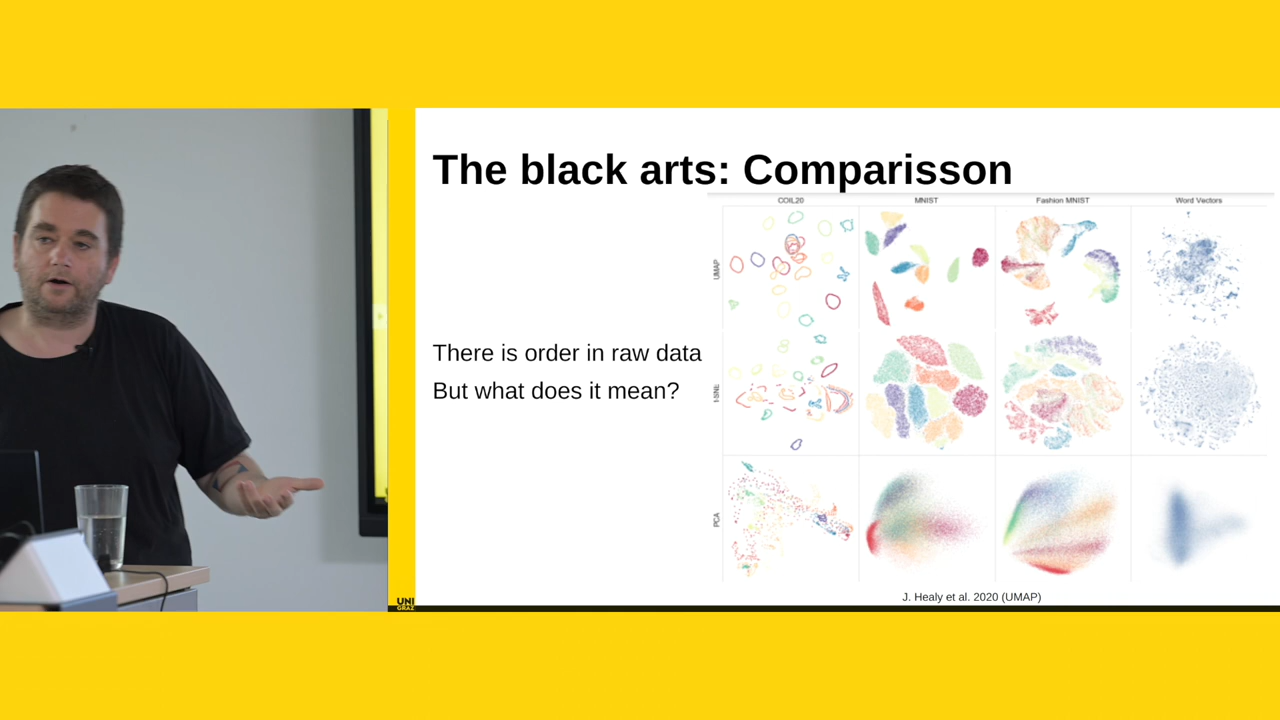 The black arts: Comparisson
COIL20 MNIST Fashion MNIST Word Vectors
UMAP
There is order in raw data
But what does it mean?
t-SNE
PCA
J. Healy et al. 2020 (UMAP)
UNI
GRAZ